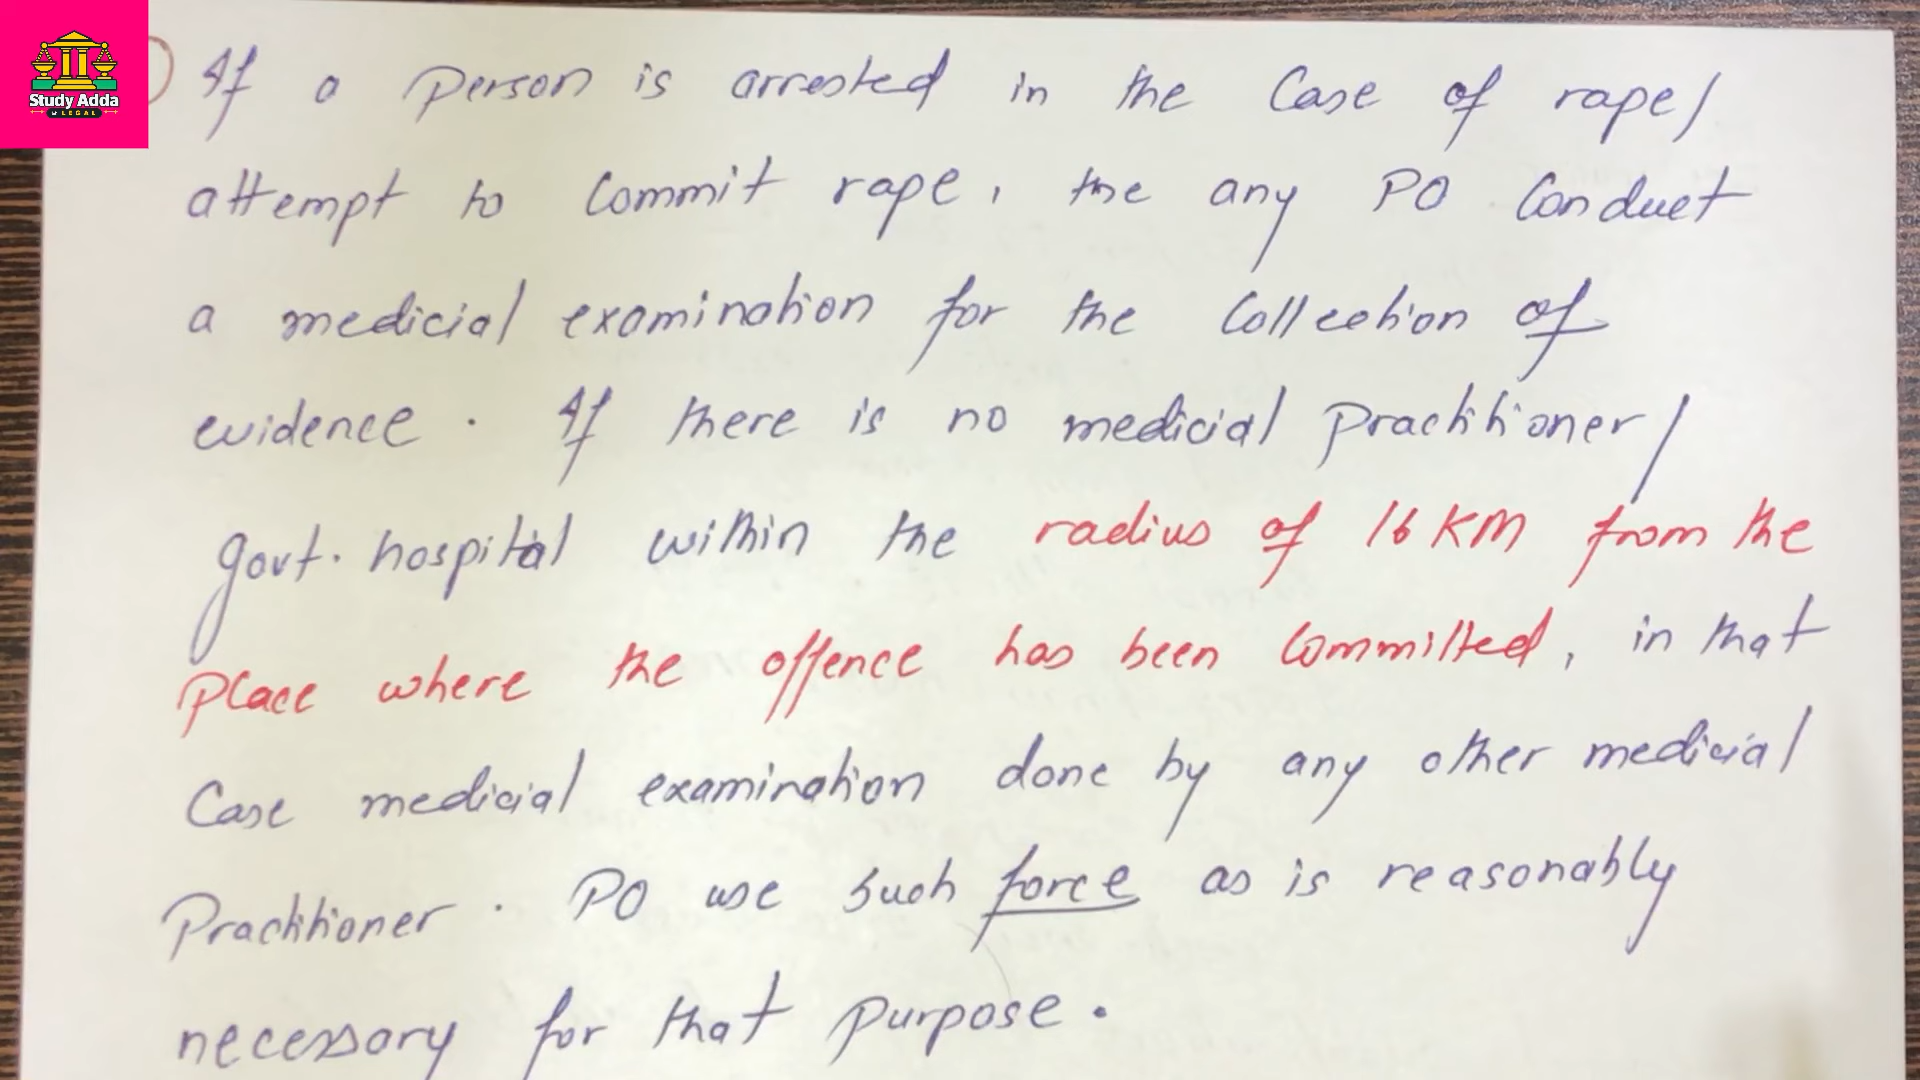 Study Adda
LEGAL
If a person is arrested in the Case of rape/
attempt to Commit rape, the any PO Conduct
a medicial examination for the Collection of
evidence. If there is no medicial Practitioner/
govt. hospital within the radius of 16 KM from the
place where the offence has been Committed, in that
Case medicial examination done by any other medicial
Practitioner. PO use such force as is reasonably
necessary for that purpose.